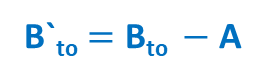 B`to = Bto − A